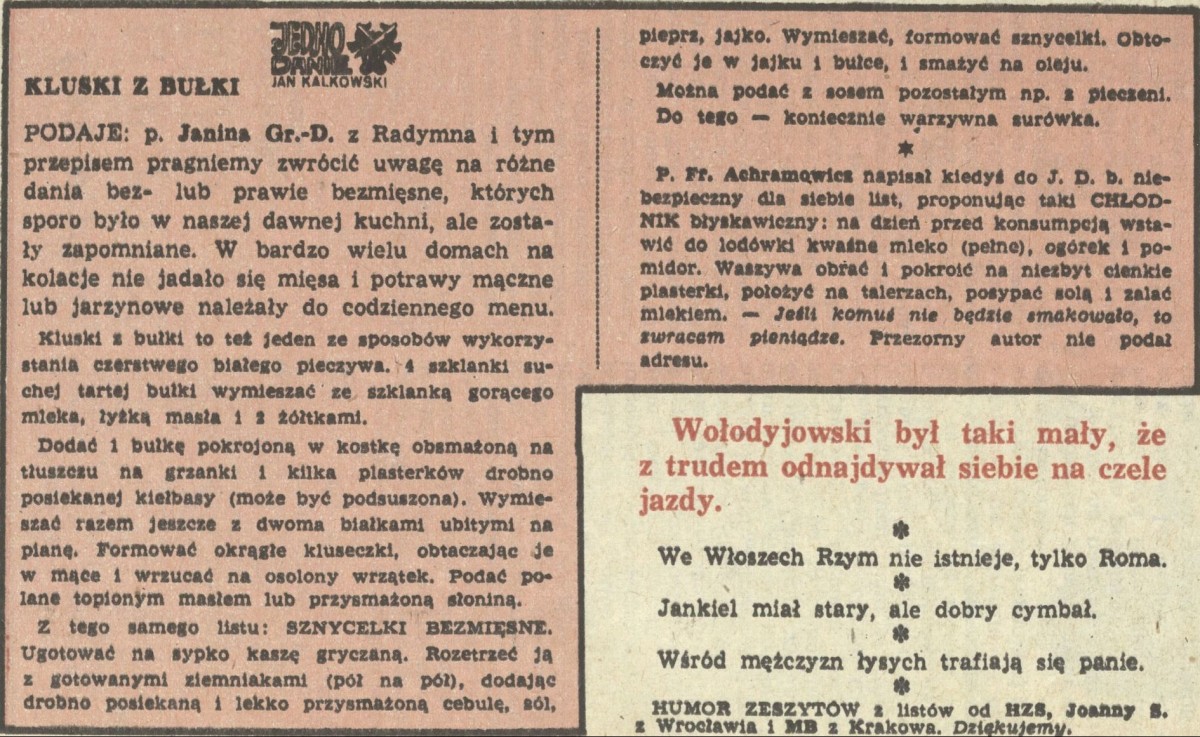 JEDNO
DANIE
JAN KALKOWSKI
KLUSKI Z BUŁKI
PODAJE: p. Janina Gr.-D. z Radymna i tym
przepisem pragniemy zwrócić uwagę na różne
dania bez- lub prawie bezmięsne, których
sporo było w naszej dawnej kuchni, ale zosta-
ły zapomniane. W bardzo wielu domach na
kolacje nie jadało się mięsa i potrawy mączne
lub jarzynowe należały do codziennego menu.
Kluski z bułki to też jeden ze sposobów wykorzy-
stania czerstwego białego pieczywa. 4 szklanki su-
chej tartej bułki wymieszać ze szklanką gorącego
mleka, łyżką masła i 2 żółtkami.
Dodać 1 bułkę pokrojoną w kostkę obsmażoną na
tłuszczu na grzanki i kilka plasterków drobno
posiekanej kiełbasy (może być podsuszona). Wymie-
szać razem jeszcze z dwoma białkami ubitymi na
pianę. Formować okrągłe kluseczki, obtaczając je
w mące i wrzucać na osolony wrzątek. Podać po-
lane topionym masłem lub przysmażoną słoniną.
Z tego samego listu: SZNYCELKI BEZMIĘSNE.
Ugotować na sypko kaszę gryczaną. Rozetrzeć ją
z gotowanymi ziemniakami (pół na pół), dodając
drobno posiekaną i lekko przysmażoną cebulę, sól,
pieprz, jajko. Wymieszać, formować sznycelki. Obto-
czyć je w jajku i bułce, i smażyć na oleju.
Można podać z sosem pozostałym np. z pieczeni.
Do tego — koniecznie warzywna surówka.
P. Fr. Achramowicz napisał kiedyś do J. D. b. nie-
bezpieczny dla siebie list, proponując taki CHŁOD-
NIK błyskawiczny: na dzień przed konsumpcją wsta-
wić do lodówki kwaśne mleko (pełne), ogórek i po-
midor. Waszywa obrać i pokroić na niezbyt cienkie
plasterki, położyć na talerzach, posypać solą i zalać
mlekiem. — Jeśli komuś nie będzie smakowało, to
zwracam pieniądze. Przezorny autor nie podał
adresu.
Wołodyjowski był taki mały, że
z trudem odnajdywał siebie na czele
jazdy.
We Włoszech Rzym nie istnieje, tylko Roma.
Jankiel miał stary, ale dobry cymbał.
Wśród mężczyzn łysych trafiają się panie.
HUMOR ZESZYTÓW z listów od HZS, Joanny S.
z Wrocławia i MB z Krakowa. Dziękujemy.